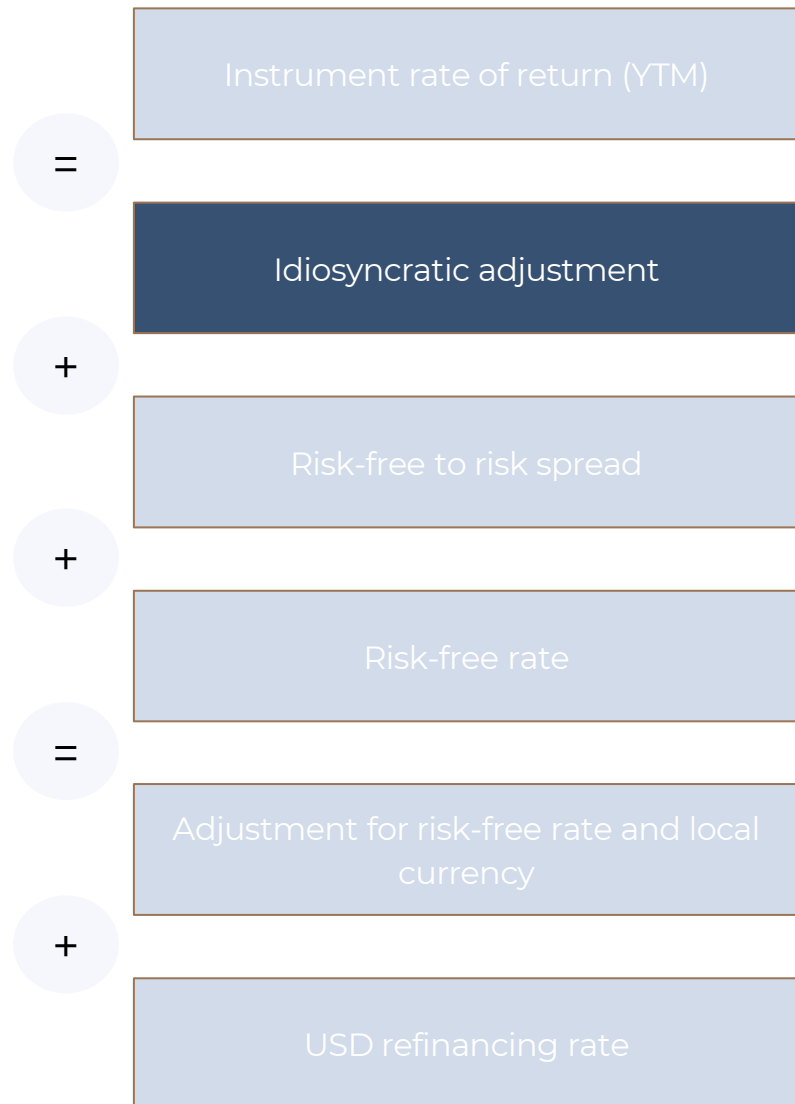 Instrument rate of return (YTM)
=
Idiosyncratic adjustment
+
Risk-free to risk spread
+
Risk-free rate
=
Adjustment for risk-free rate and local
currency
+
USD refinancing rate